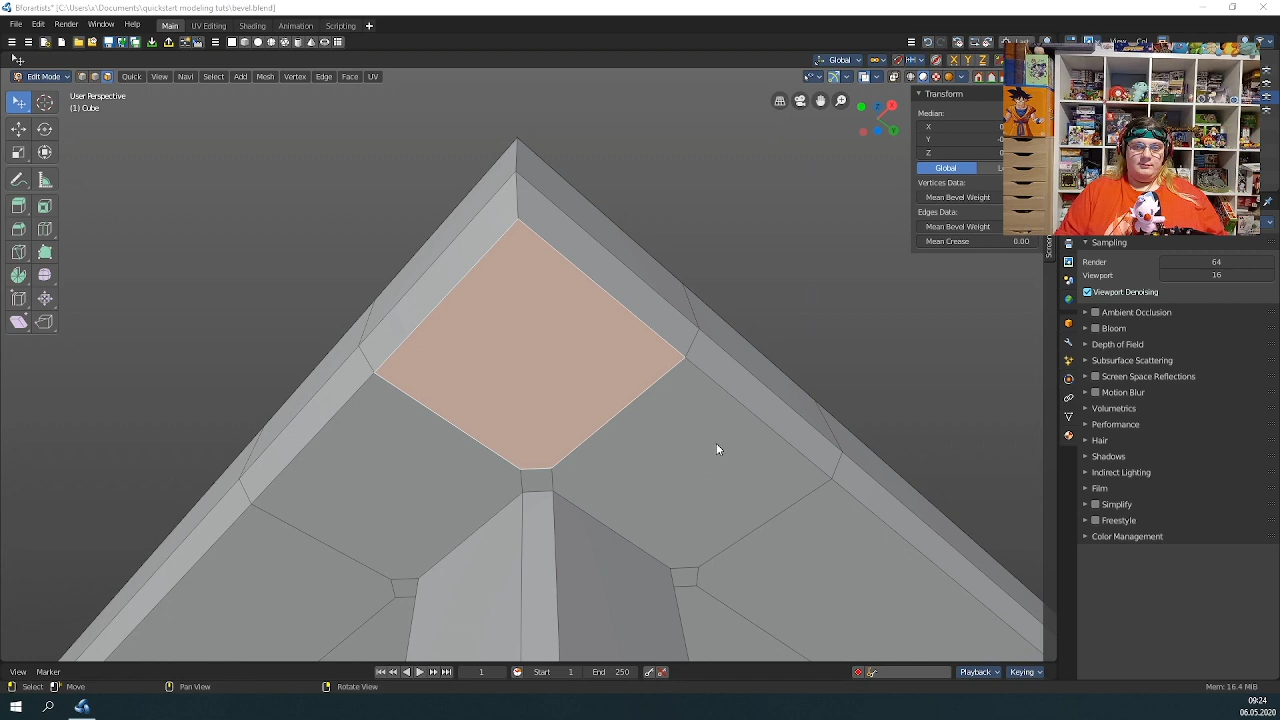 Bforartists* [C:\Users\x\Documents\quickstart modeling tuts\bevel.blend]
File Edit Render Window Help Main UV Editing Shading Animation Scripting +
Global
Edit Mode Quick View Navi Select Add Mesh Vertex Edge Face UV
User Perspective
(1) Cube
Transform
Median:
X
Y
Z
Global
Vertices Data:
Mean Bevel Weight
Edges Data:
Mean Bevel Weight
Mean Crease 0.00
Sampling
Render 64
Viewport 16
Viewport Denoising
Ambient Occlusion
Bloom
Depth of Field
Subsurface Scattering
Screen Space Reflections
Motion Blur
Volumetrics
Performance
Hair
Shadows
Indirect Lighting
Film
Simplify
Freestyle
Color Management
View Marker 1 Start 1 End 250 Playback Keying
Select Move Pan View Rotate View Mem: 16.4 MiB
09:24
06.05.2020